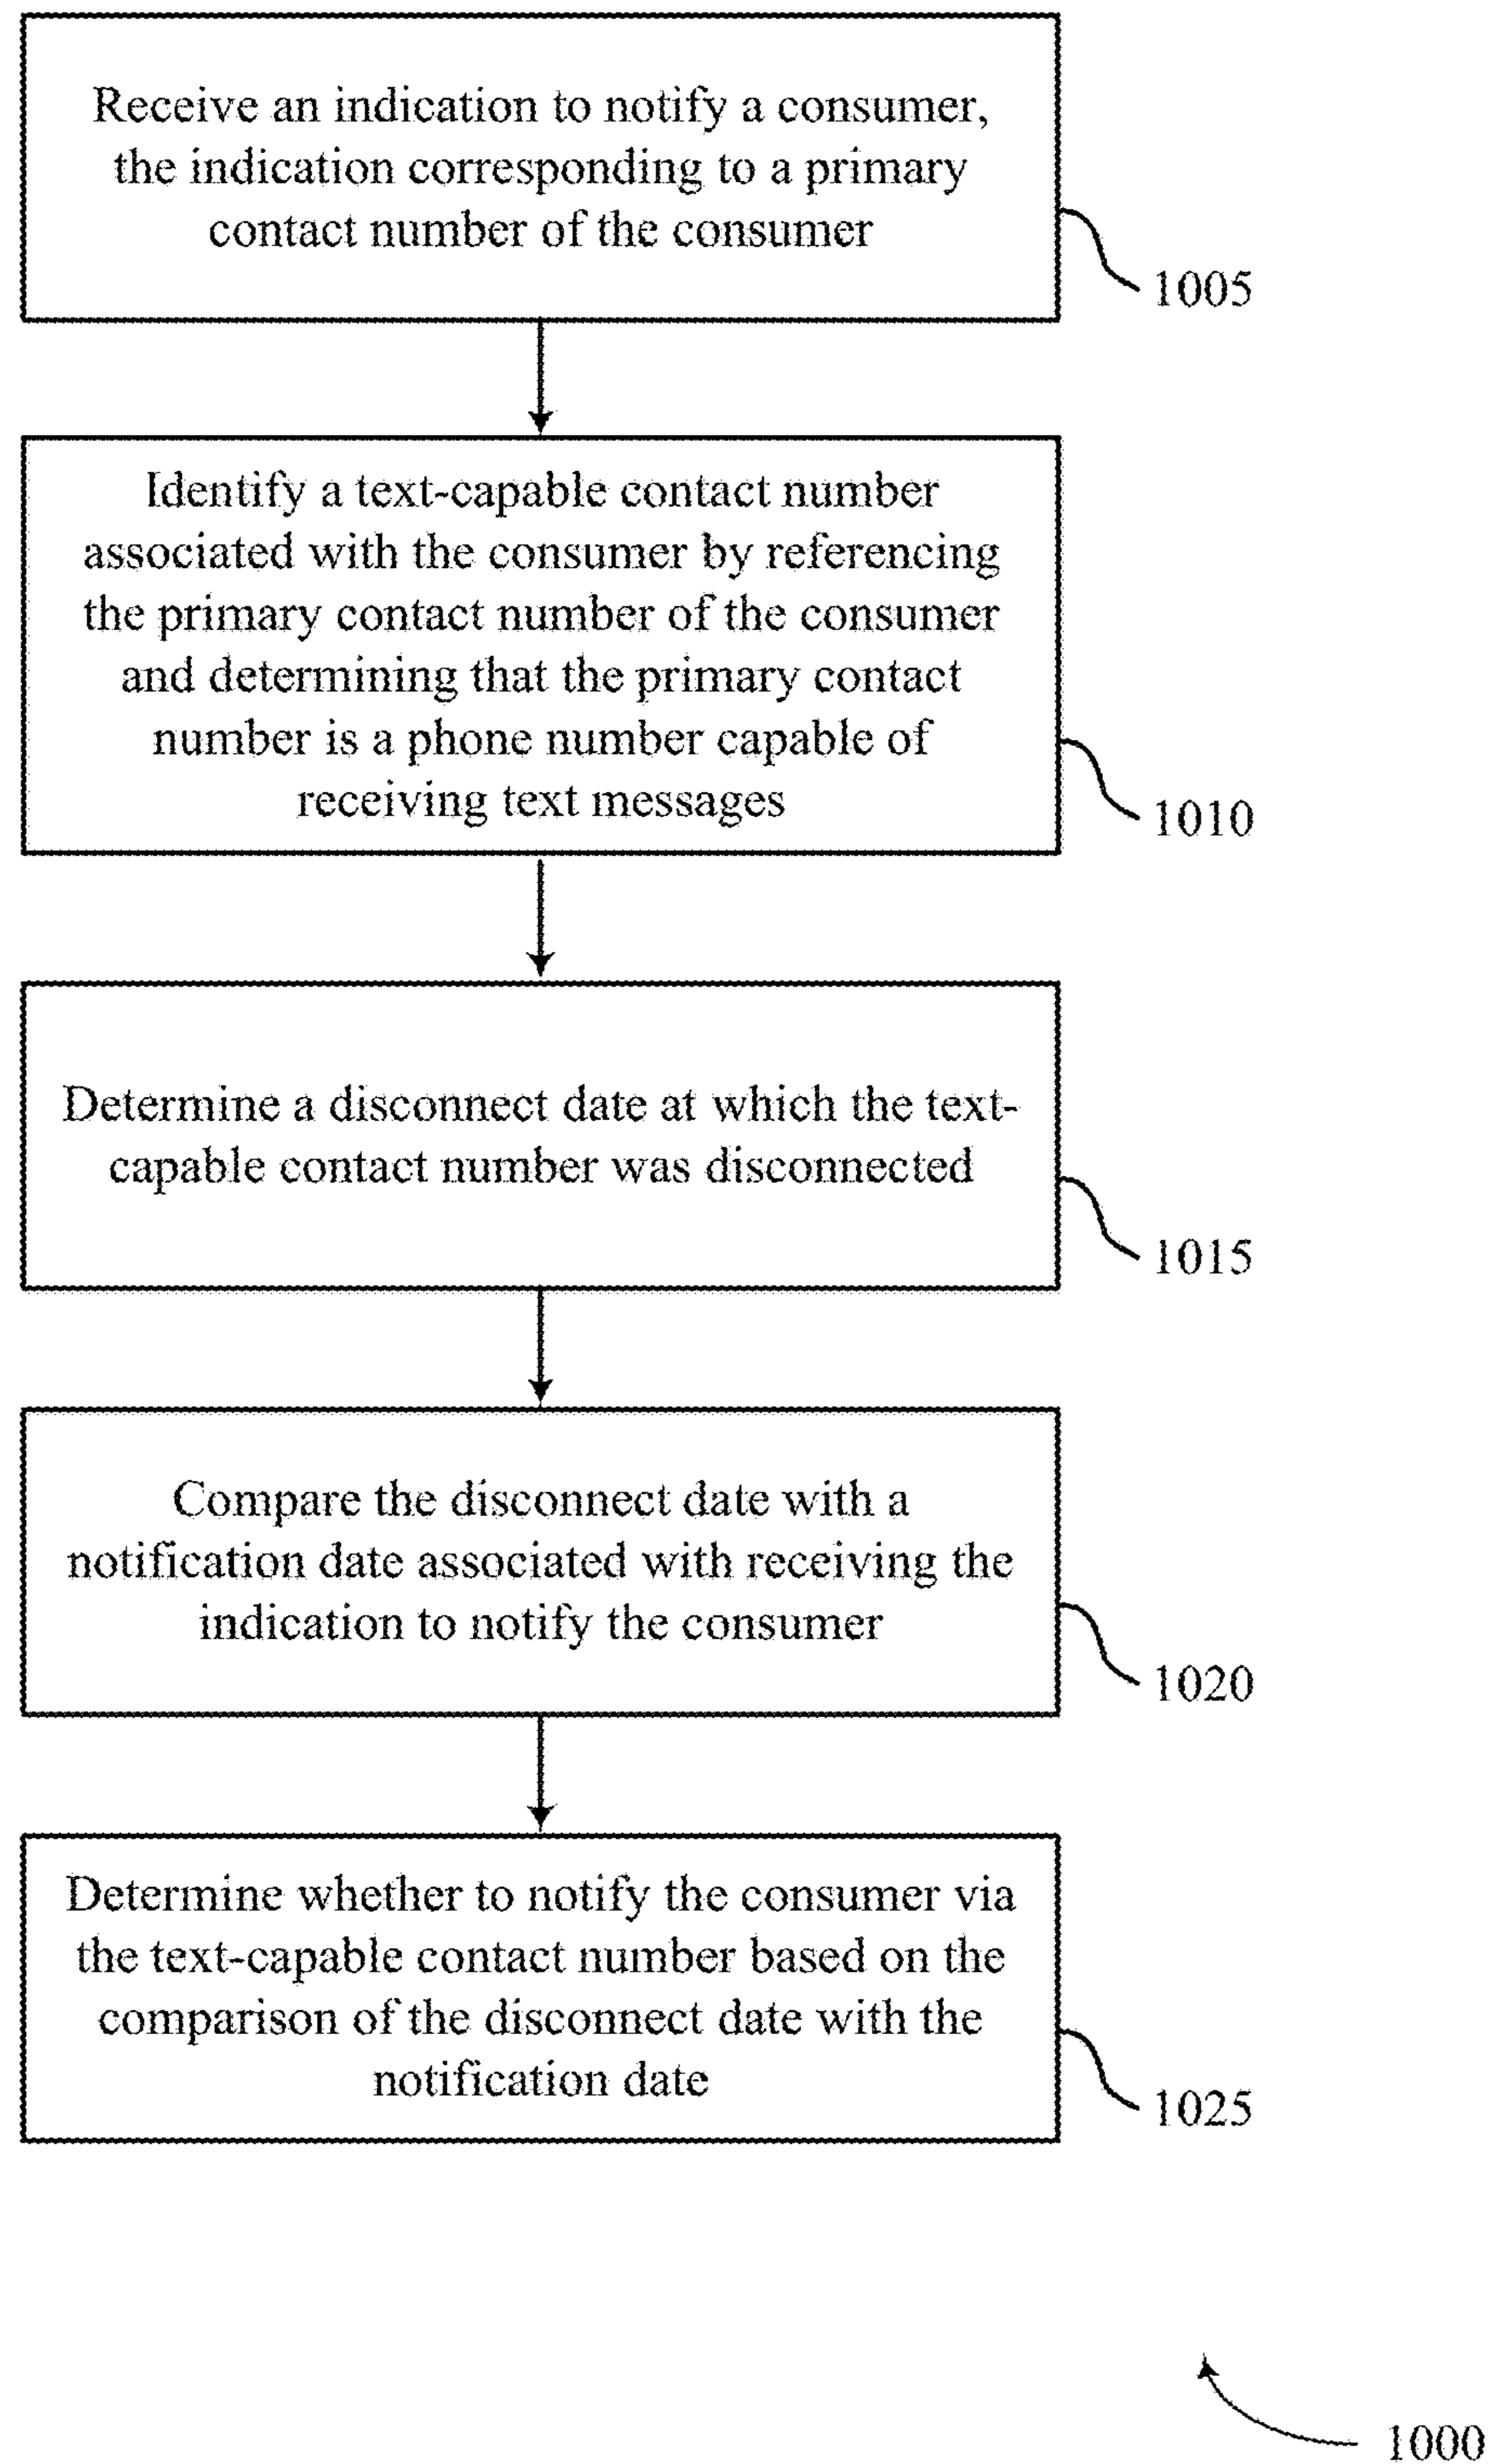 Receive an indication to notify a consumer,
the indication corresponding to a primary
contact number of the consumer
1005
Identify a text-capable contact number
associated with the consumer by referencing
the primary contact number of the consumer
and determining that the primary contact
number is a phone number capable of
receiving text messages
1010
Determine a disconnect date at which the text-
capable contact number was disconnected
1015
Compare the disconnect date with a
notification date associated with receiving the
indication to notify the consumer
1020
Determine whether to notify the consumer via
the text-capable contact number based on the
comparison of the disconnect date with the
notification date
1025
1000